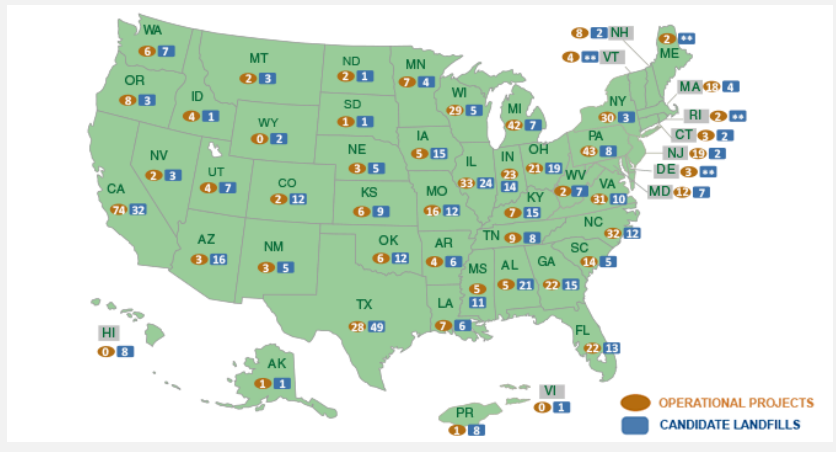 WA
6 7
OR
8 3
ID
4 1
MT
2 3
ND
2 1
MN
7 4
WI
29 5
MI
42 7
NH
8 2
VT
4 **
ME
2 **
MA
18 4
RI
2 **
CT
3 2
NY
30 3
NJ
19 2
DE
3 **
MD
12 7
PA
43 8
SD
1 1
WY
0 2
NV
2 3
UT
4 7
CO
2 12
NE
3 5
IA
5 15
IL
33 24
IN
23
14
OH
21 19
WV
2 7
VA
31 10
KY
7 15
CA
74 32
KS
6 9
MO
16 12
AZ
3 16
NM
3 5
OK
6 12
AR
4 6
TN
9 8
NC
32 12
SC
14 5
MS
5
11
AL
5 21
GA
22 15
TX
28 49
LA
7 6
FL
22 13
HI
0 8
AK
1 1
PR
1 8
VI
0 1
OPERATIONAL PROJECTS
CANDIDATE LANDFILLS